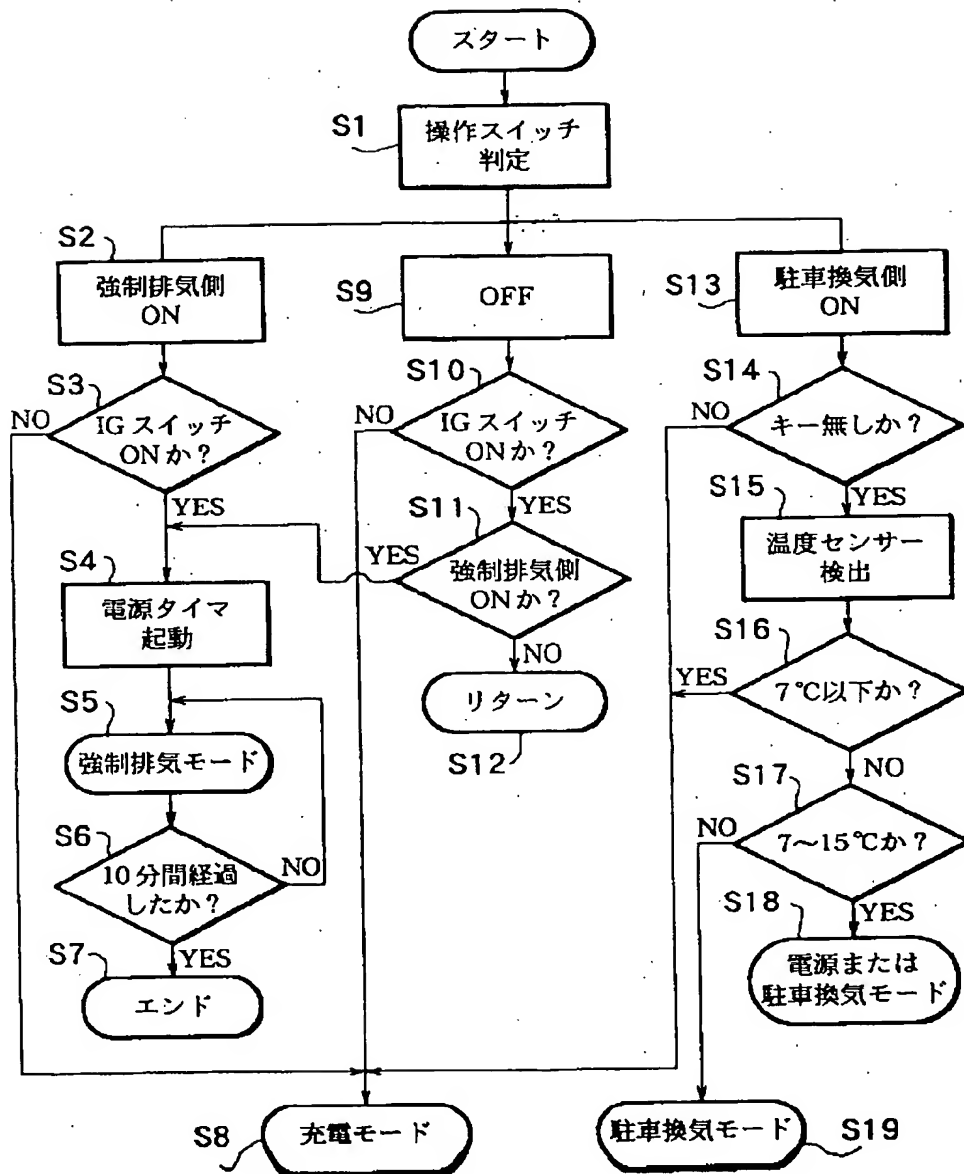 スタート
S1
操作スイッチ
判定
S2
強制排気側
ON
S3
NO
IGスイッチ
ONか？
YES
S4
電源タイマ
起動
S5
強制排気モード
S6
10分間経過
したか？
NO
YES
S7
エンド
S9
OFF
S10
NO
IGスイッチ
ONか？
YES
S11
YES
強制排気側
ONか？
NO
リターン
S12
S13
駐車換気側
ON
S14
NO
キー無しか？
YES
S15
温度センサー
検出
S16
YES
7℃以下か？
NO
S17
NO
7～15℃か？
YES
S18
電源または
駐車換気モード
S8
充電モード
駐車換気モード
S19